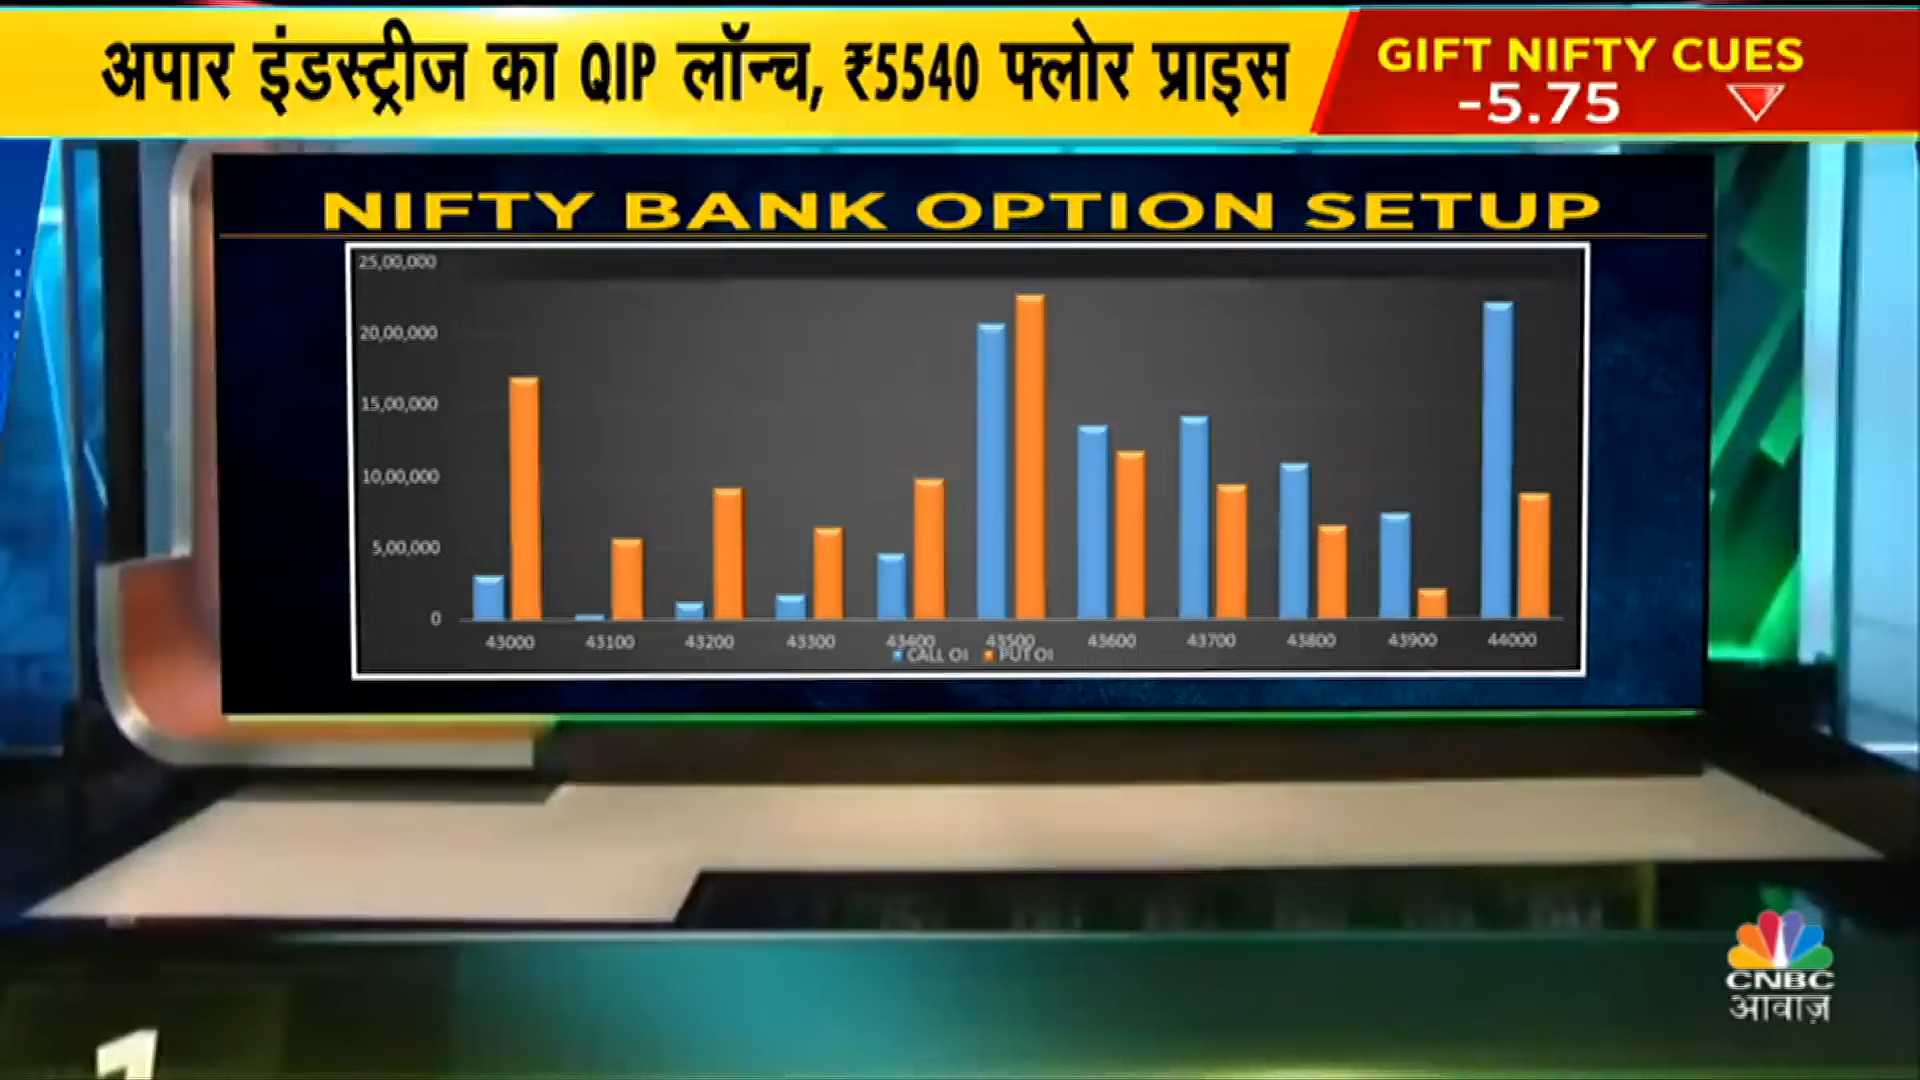 अपार इंडस्ट्रीज का QIP लॉन्च, ₹5540 फ्लोर प्राइस
GIFT NIFTY CUES
-5.75
NIFTY BANK OPTION SETUP
25,00,000
20,00,000
15,00,000
10,00,000
5,00,000
0
43000 43100 43200 43300 43400 43500 43600 43700 43800 43900 44000
CALL OI PUT OI
CNBC
आवाज़
1